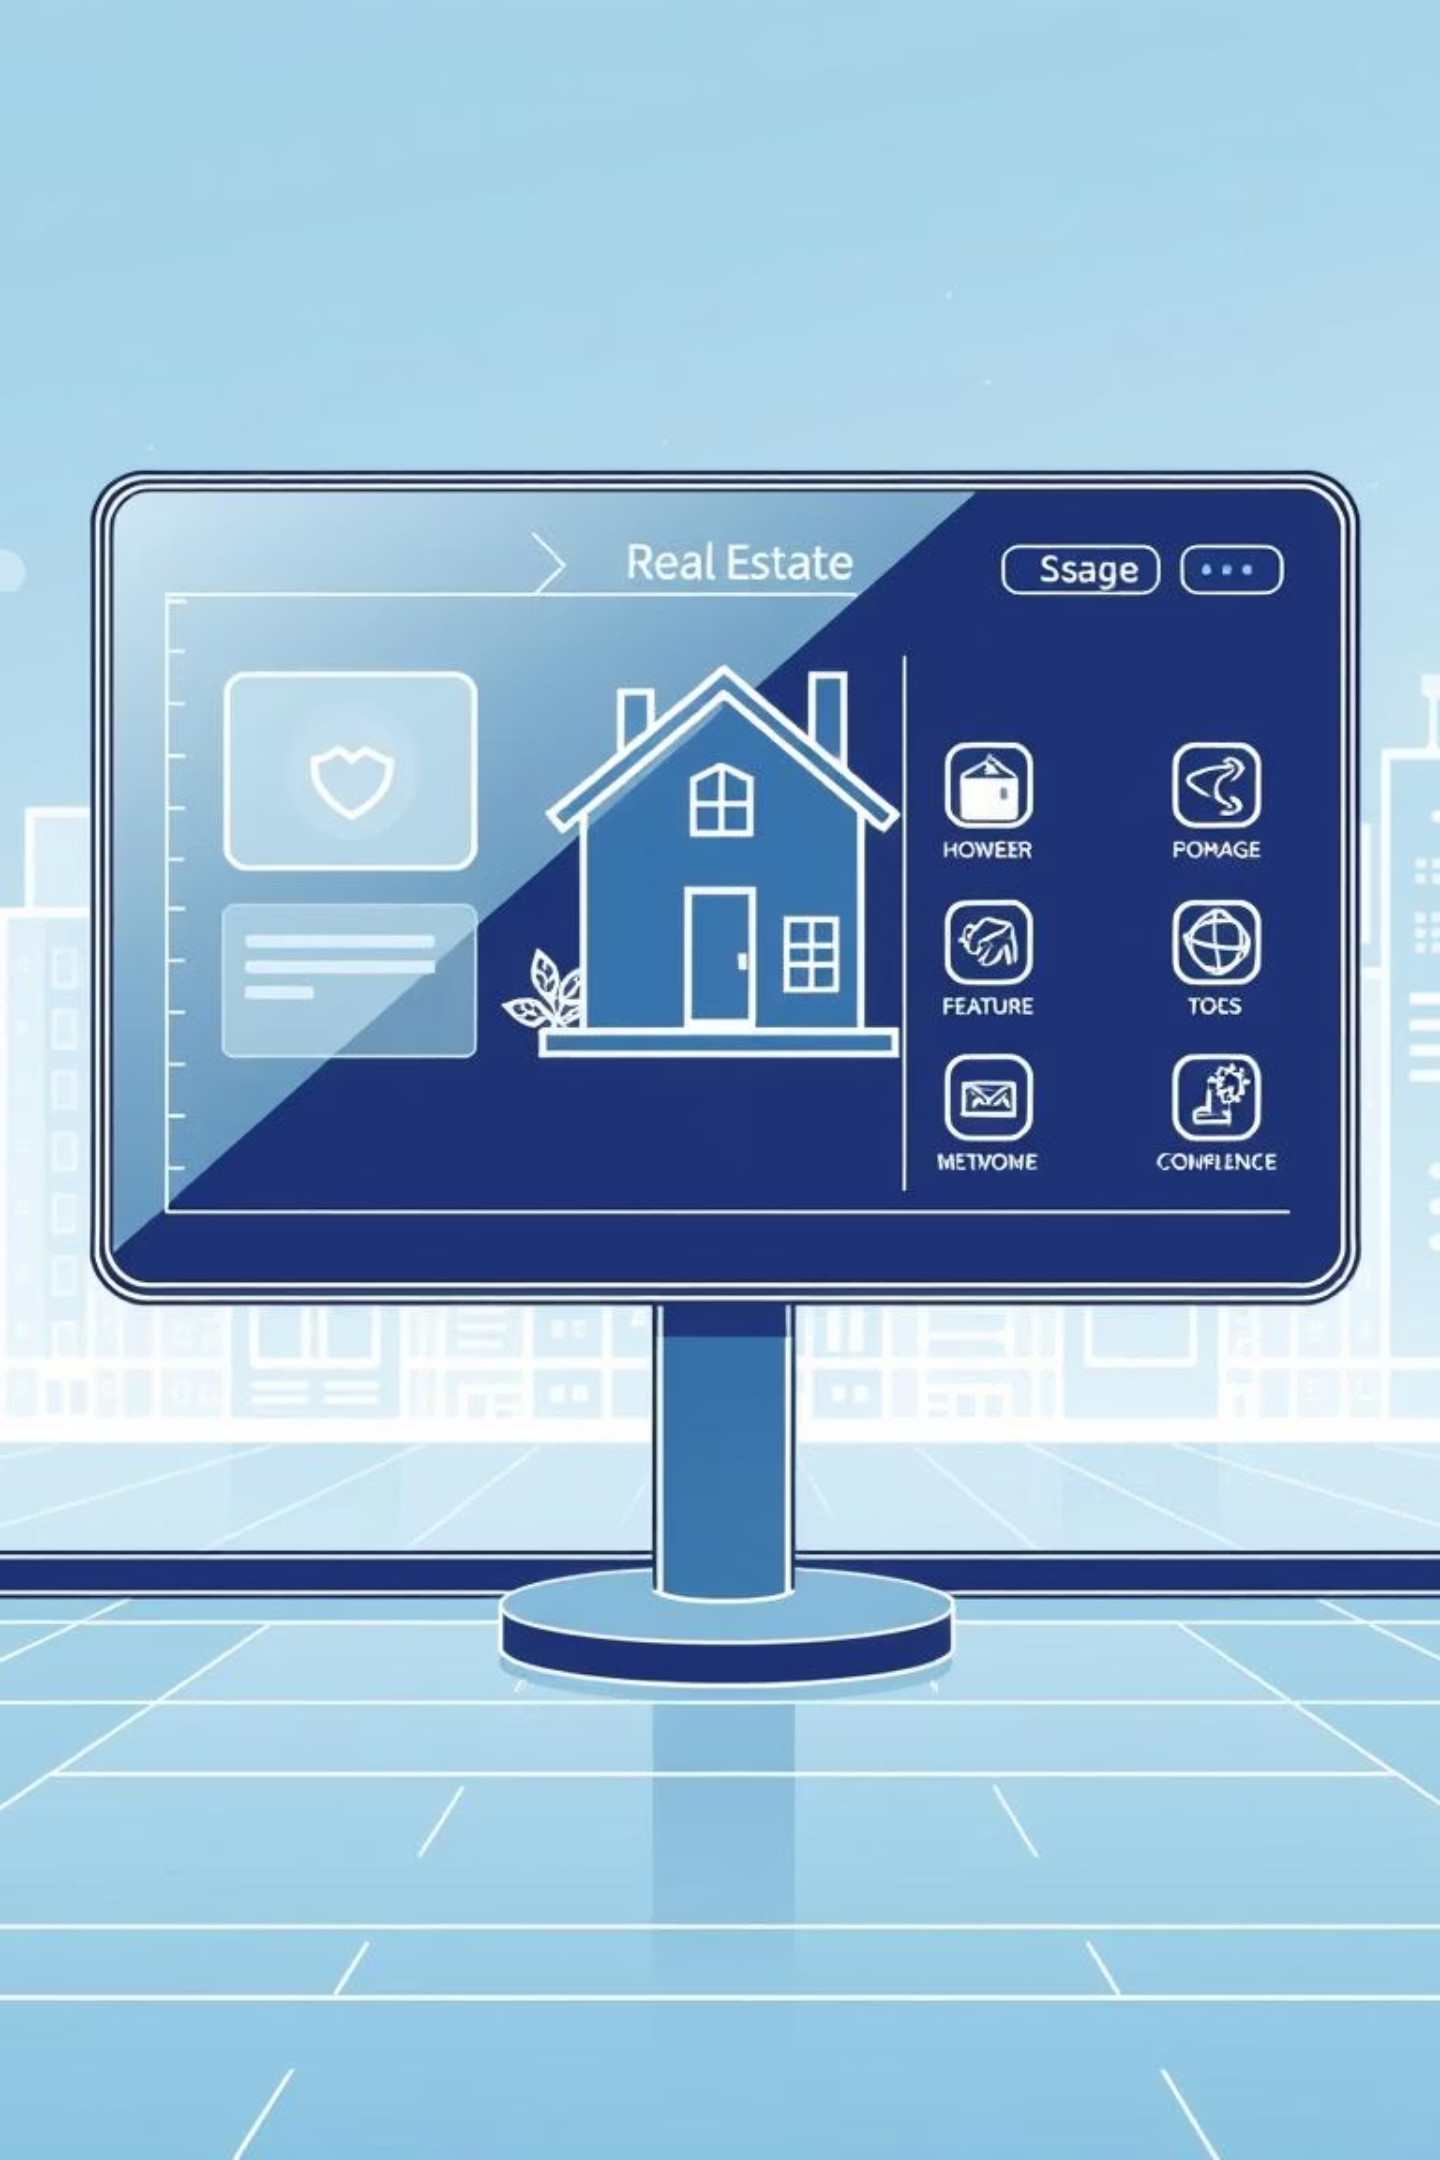 Real Estate
Ssage
HOWEER
POMAGE
FEATURE
TOES
METWOME
CONFLENCE